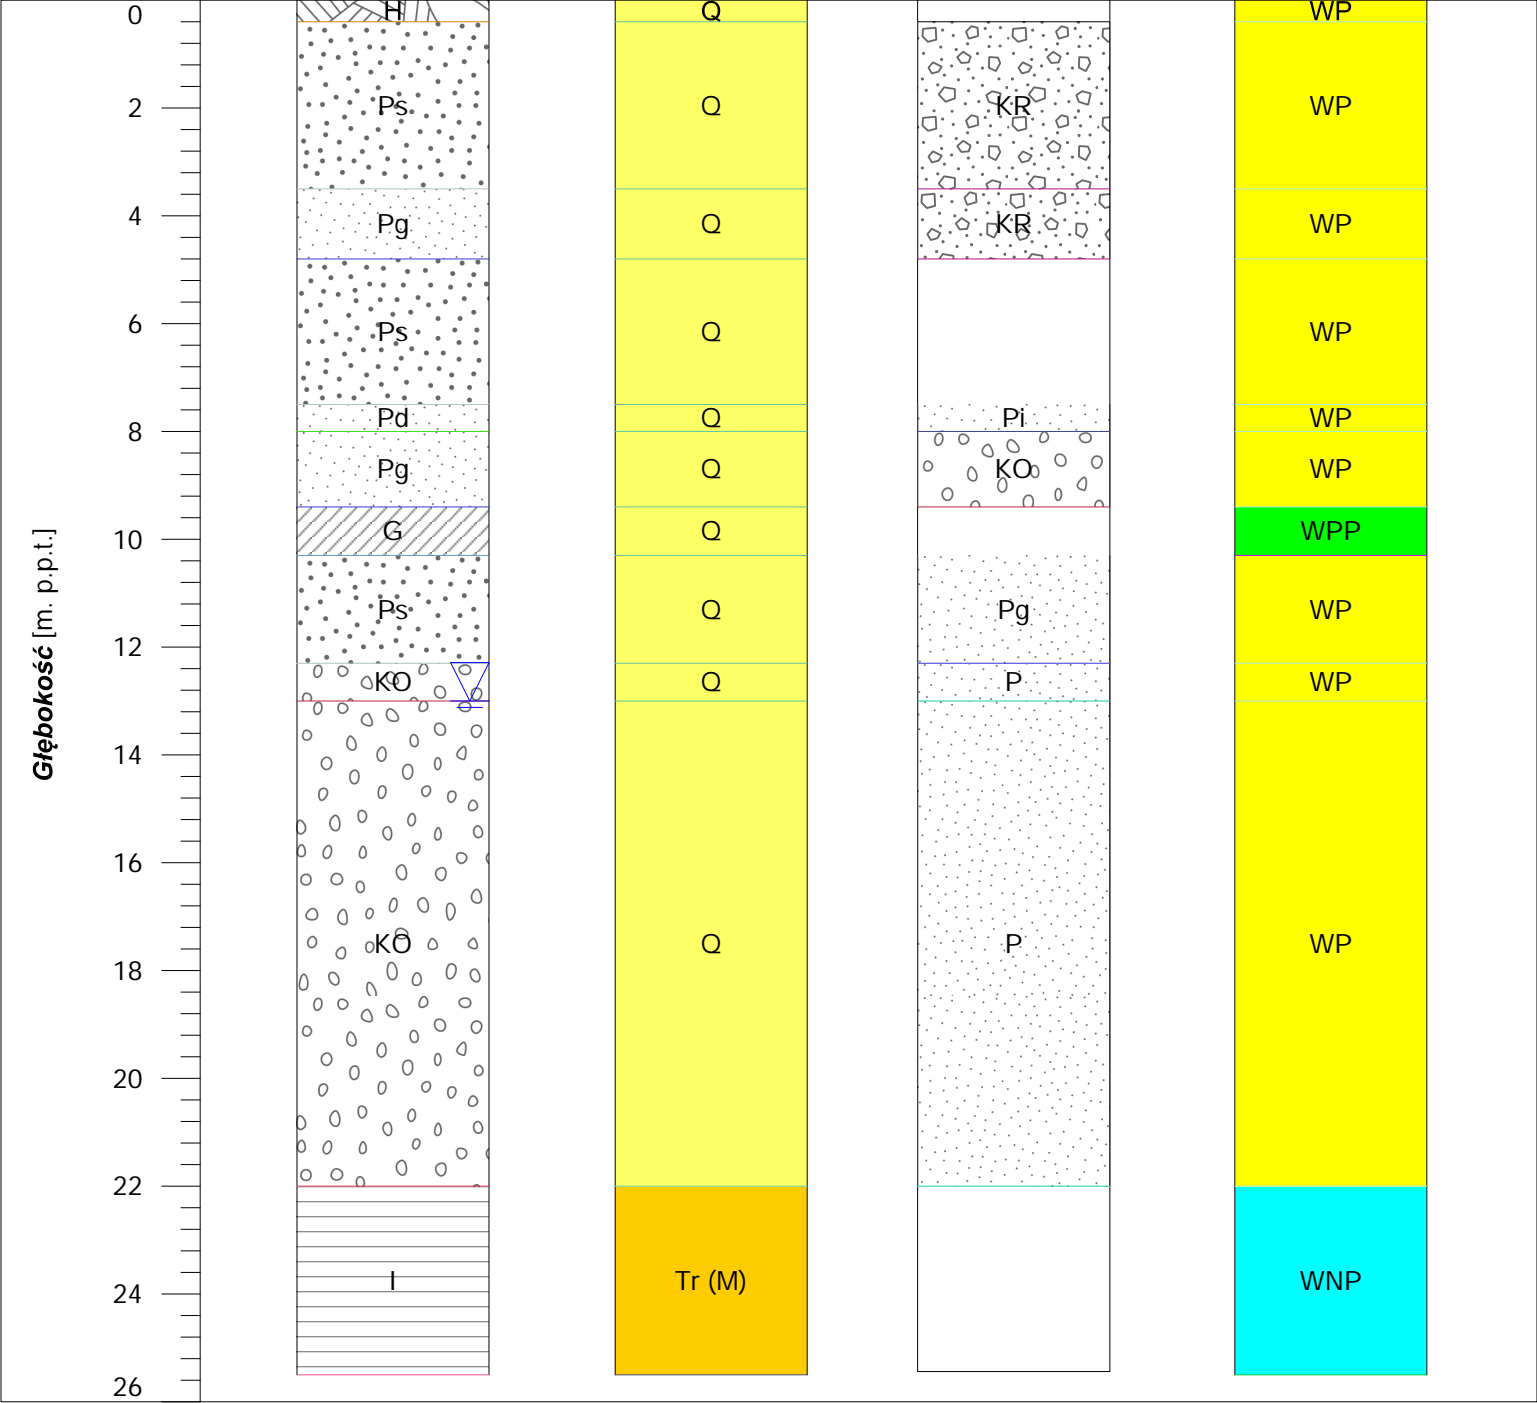 0 H Q WP
2 Ps Q KR WP
4 Pg Q KR WP
6 Ps Q WP
8 Pd Q Pi WP
Pg Q KO WP
10 G Q WPP
Ps Q Pg WP
12 KO Q P WP
14
16
KO Q P WP
18
20
22
24 I Tr (M) WNP
26
Głębokość [m. p.p.t.]